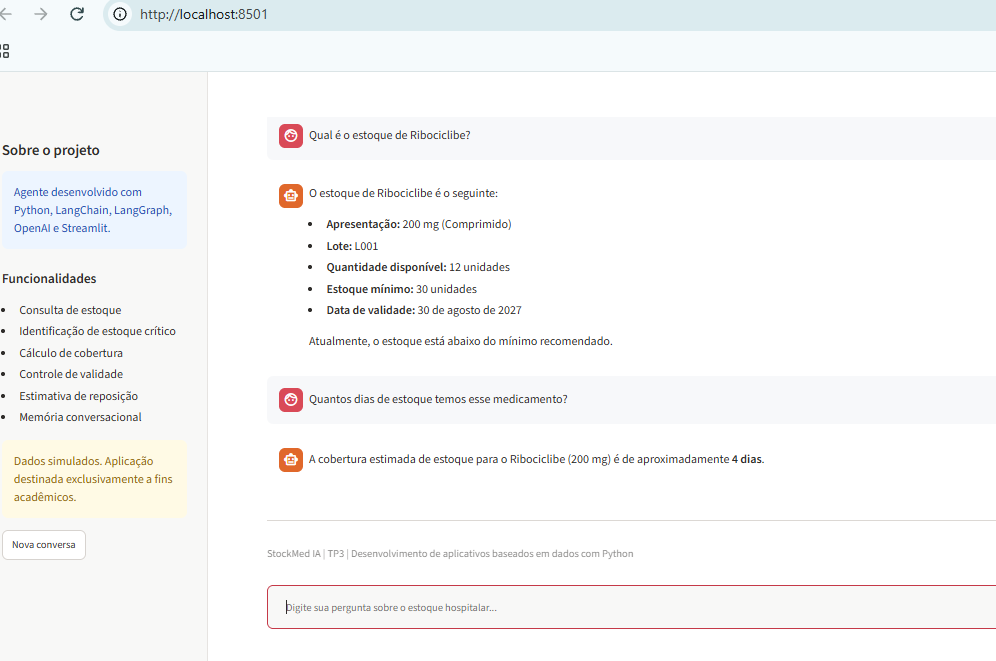 http://localhost:8501
Sobre o projeto
Agente desenvolvido com
Python, LangChain, LangGraph,
OpenAI e Streamlit.
Funcionalidades
Consulta de estoque
Identificação de estoque crítico
Cálculo de cobertura
Controle de validade
Estimativa de reposição
Memória conversacional
Dados simulados. Aplicação
destinada exclusivamente a fins
acadêmicos.
Nova conversa
Qual é o estoque de Ribociclibe?
O estoque de Ribociclibe é o seguinte:
Apresentação: 200 mg (Comprimido)
Lote: L001
Quantidade disponível: 12 unidades
Estoque mínimo: 30 unidades
Data de validade: 30 de agosto de 2027
Atualmente, o estoque está abaixo do mínimo recomendado.
Quantos dias de estoque temos esse medicamento?
A cobertura estimada de estoque para o Ribociclibe (200 mg) é de aproximadamente 4 dias.
StockMed IA | TP3 | Desenvolvimento de aplicativos baseados em dados com Python
Digite sua pergunta sobre o estoque hospitalar...